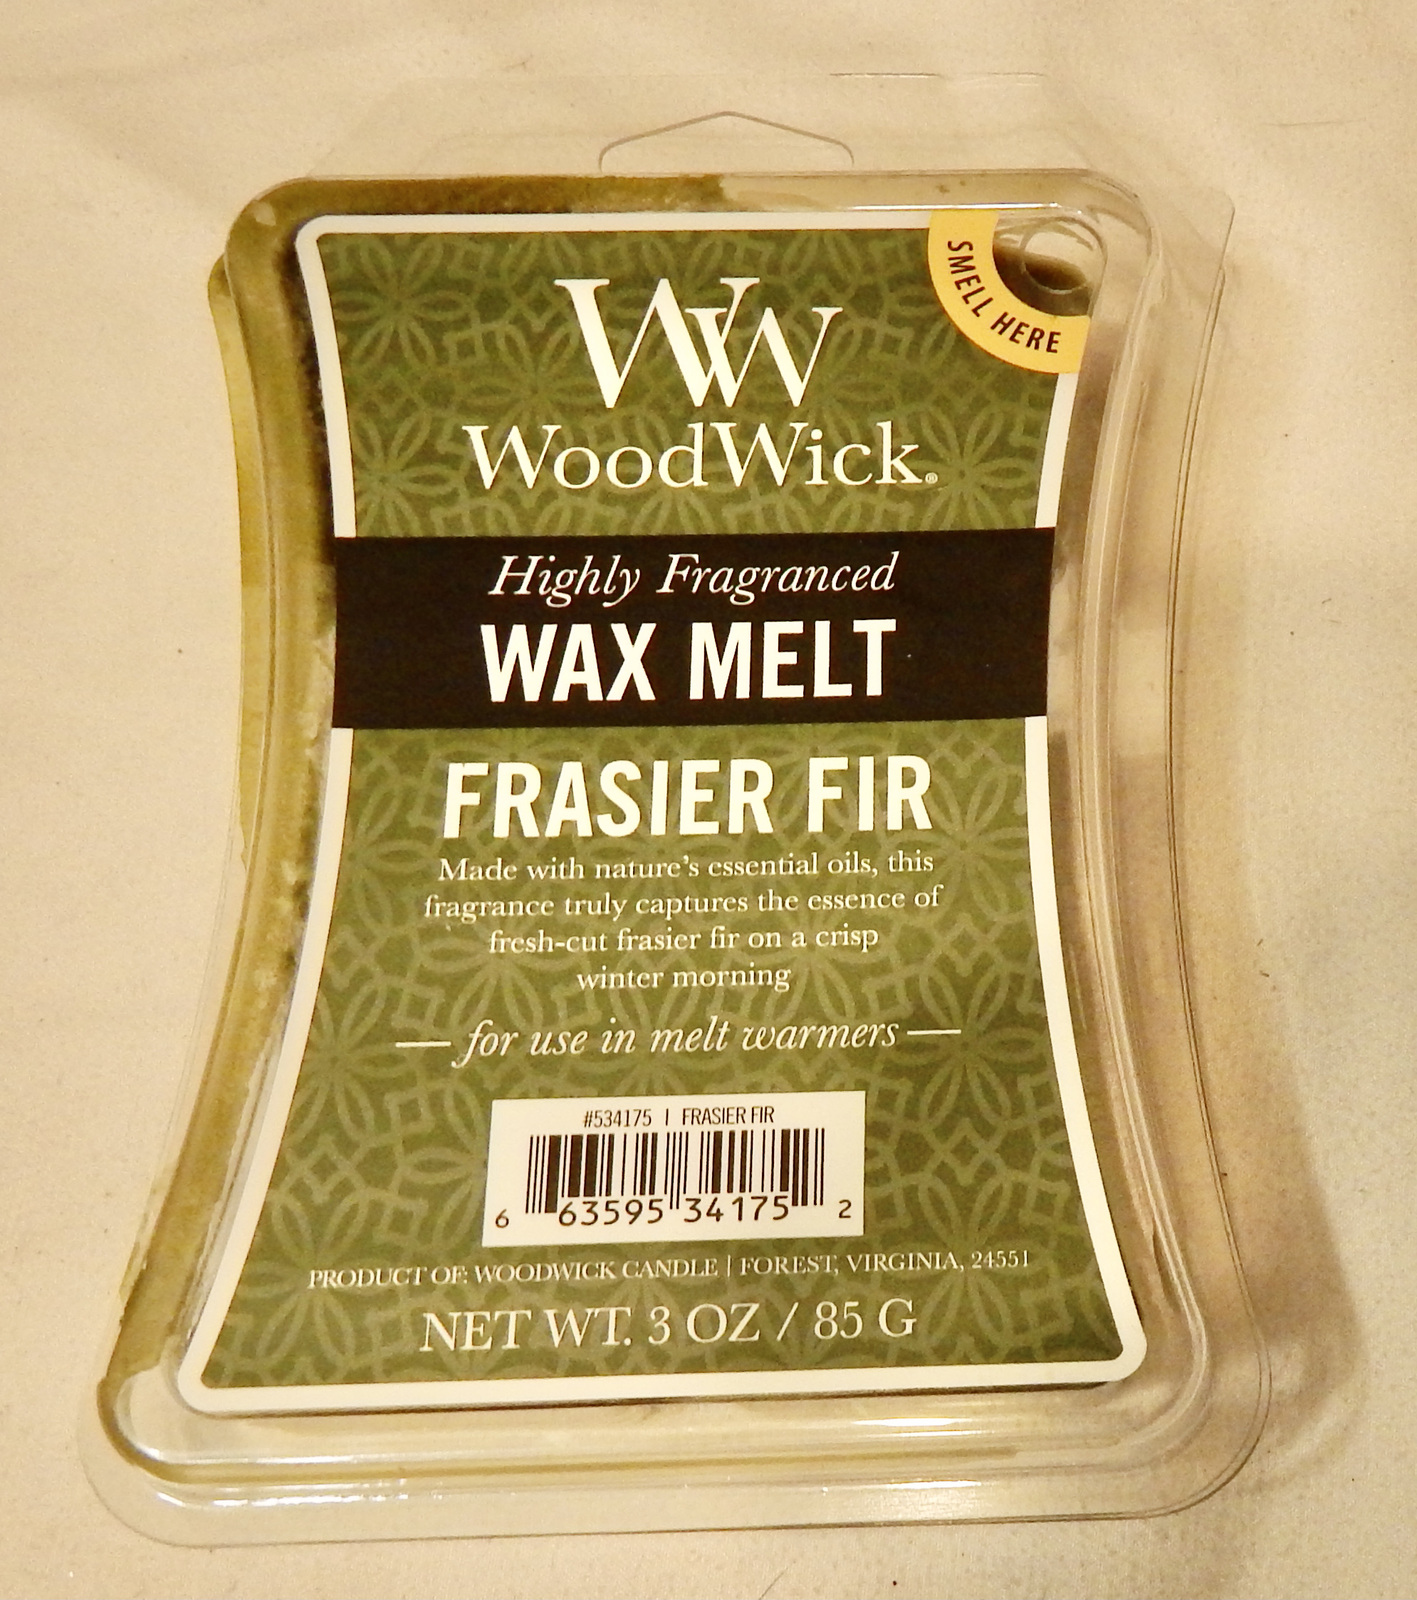 SMELL HERE
WW
WoodWick®
Highly Fragranced
WAX MELT
FRASIER FIR
Made with nature's essential oils, this
fragrance truly captures the essence of
fresh-cut frasier fir on a crisp
winter morning
— for use in melt warmers —
#534175 | FRASIER FIR
6 63595 34175 2
PRODUCT OF: WOODWICK CANDLE | FOREST, VIRGINIA, 24551
NET WT. 3 OZ / 85 G